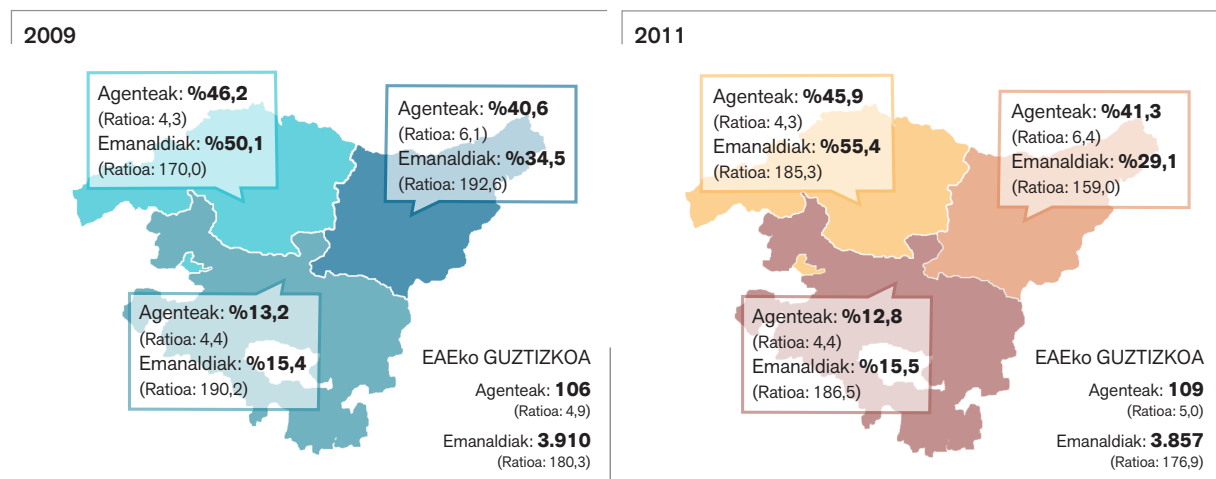 2009
Agenteak: %46,2
(Ratioa: 4,3)
Emanaldiak: %50,1
(Ratioa: 170,0)
Agenteak: %40,6
(Ratioa: 6,1)
Emanaldiak: %34,5
(Ratioa: 192,6)
Agenteak: %13,2
(Ratioa: 4,4)
Emanaldiak: %15,4
(Ratioa: 190,2)
EAEko GUZTIZKOA
Agenteak: 106
(Ratioa: 4,9)
Emanaldiak: 3.910
(Ratioa: 180,3)
2011
Agenteak: %45,9
(Ratioa: 4,3)
Emanaldiak: %55,4
(Ratioa: 185,3)
Agenteak: %41,3
(Ratioa: 6,4)
Emanaldiak: %29,1
(Ratioa: 159,0)
Agenteak: %12,8
(Ratioa: 4,4)
Emanaldiak: %15,5
(Ratioa: 186,5)
EAEko GUZTIZKOA
Agenteak: 109
(Ratioa: 5,0)
Emanaldiak: 3.857
(Ratioa: 176,9)